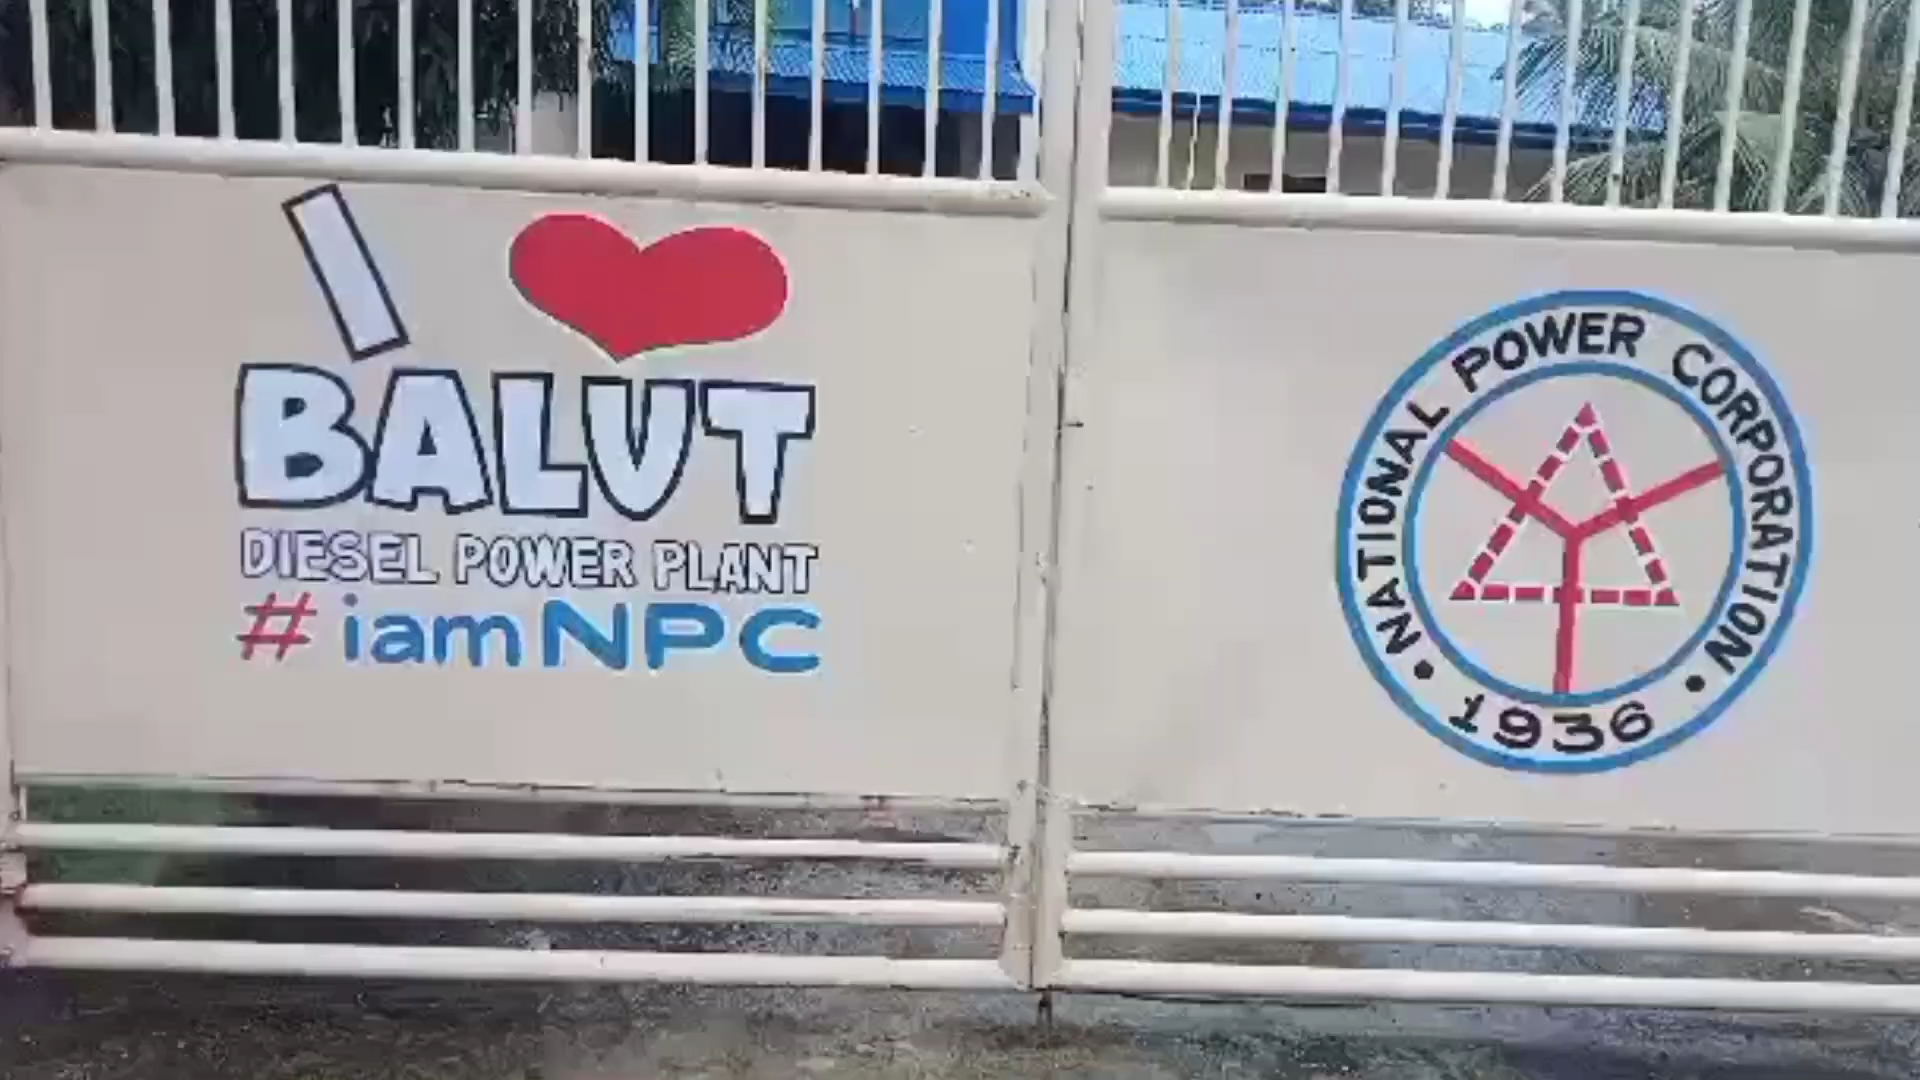 I
BALUT
DIESEL POWER PLANT
#iamNPC
NATIONAL POWER CORPORATION
• 1936 •